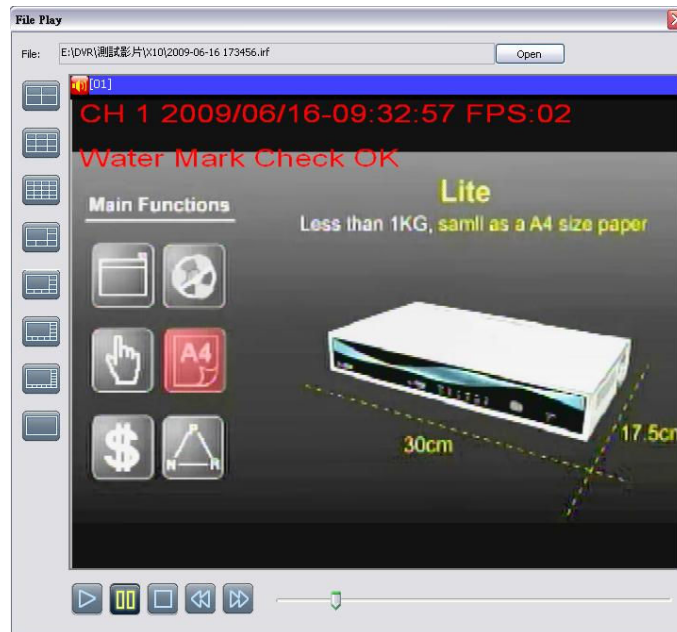 File Play
File:
E:\DVR\測試影片\X10\2009-06-16 173456.irf
Open
[01]
CH 1 2009/06/16-09:32:57 FPS:02
Water Mark Check OK
Main Functions
Lite
Less than 1KG, samll as a A4 size paper
A4
$
P
N R
30cm
17.5cm